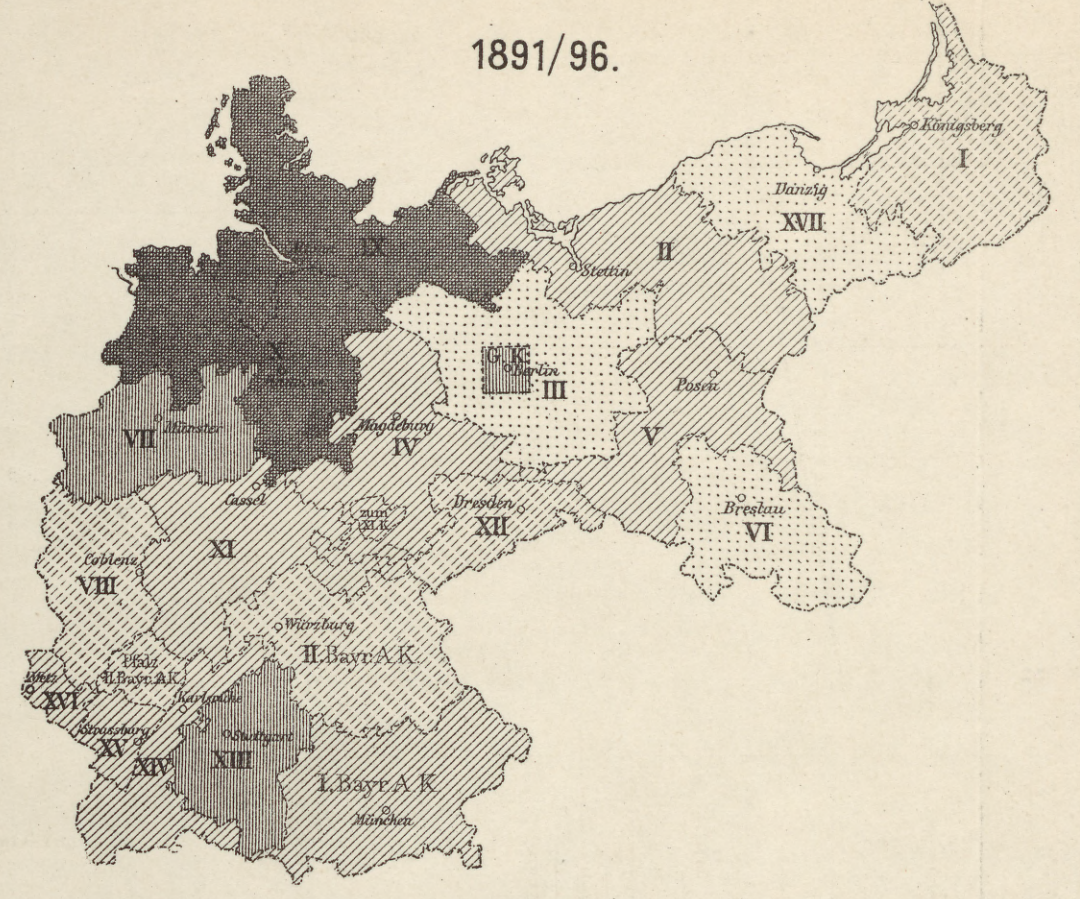 1891/96.
Königsberg
I
Danzig
XVII
IX
II
Stettin
X
G. K.
Berlin
III
Posen
Münster
VII
Magdeburg
IV
V
Cassel
Dresden
XII
zum
XI.K.
Breslau
VI
XI
Coblenz
VIII
Würzburg
II.Bayr.A.K.
Pfalz
II.Bayr.A.K.
Metz
XVI
Karlsruhe
Strassburg
XV
XIV
Stuttgart
XIII
I.Bayr.A.K.
München